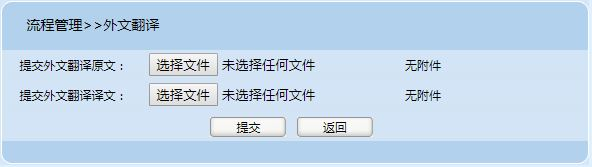 流程管理>>外文翻译
提交外文翻译原文： 选择文件 未选择任何文件 无附件
提交外文翻译译文： 选择文件 未选择任何文件 无附件
提交 返回